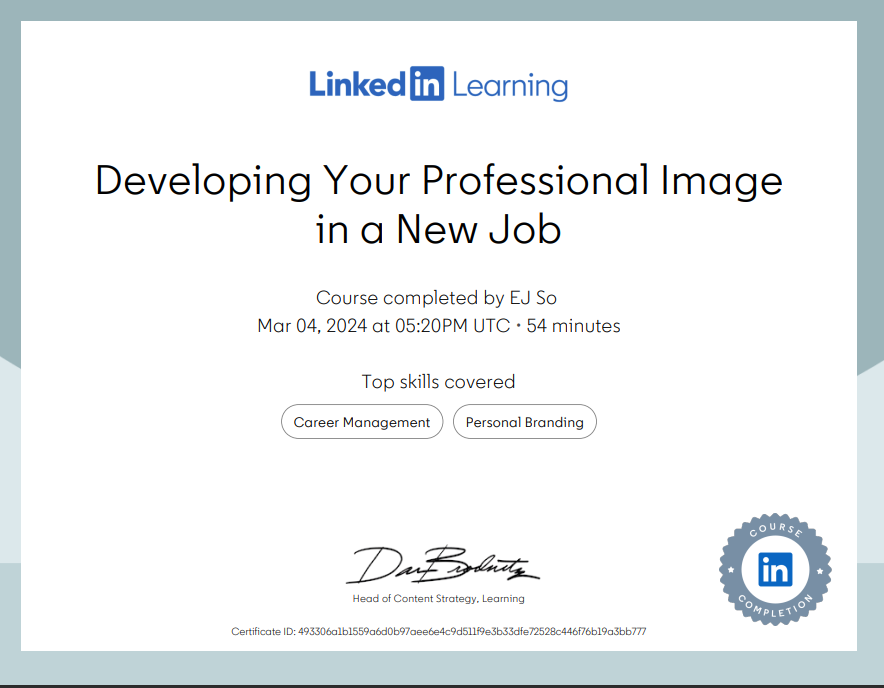 Linked in Learning
Developing Your Professional Image
in a New Job
Course completed by EJ So
Mar 04, 2024 at 05:20PM UTC • 54 minutes
Top skills covered
Career Management
Personal Branding
Dan Brodnitz
Head of Content Strategy, Learning
Certificate ID: 493306a1b1559a6d0b97aee6e4c9d511f9e3b33dfe72528c446f76b19a3bb777
COURSE
in
COMPLETION